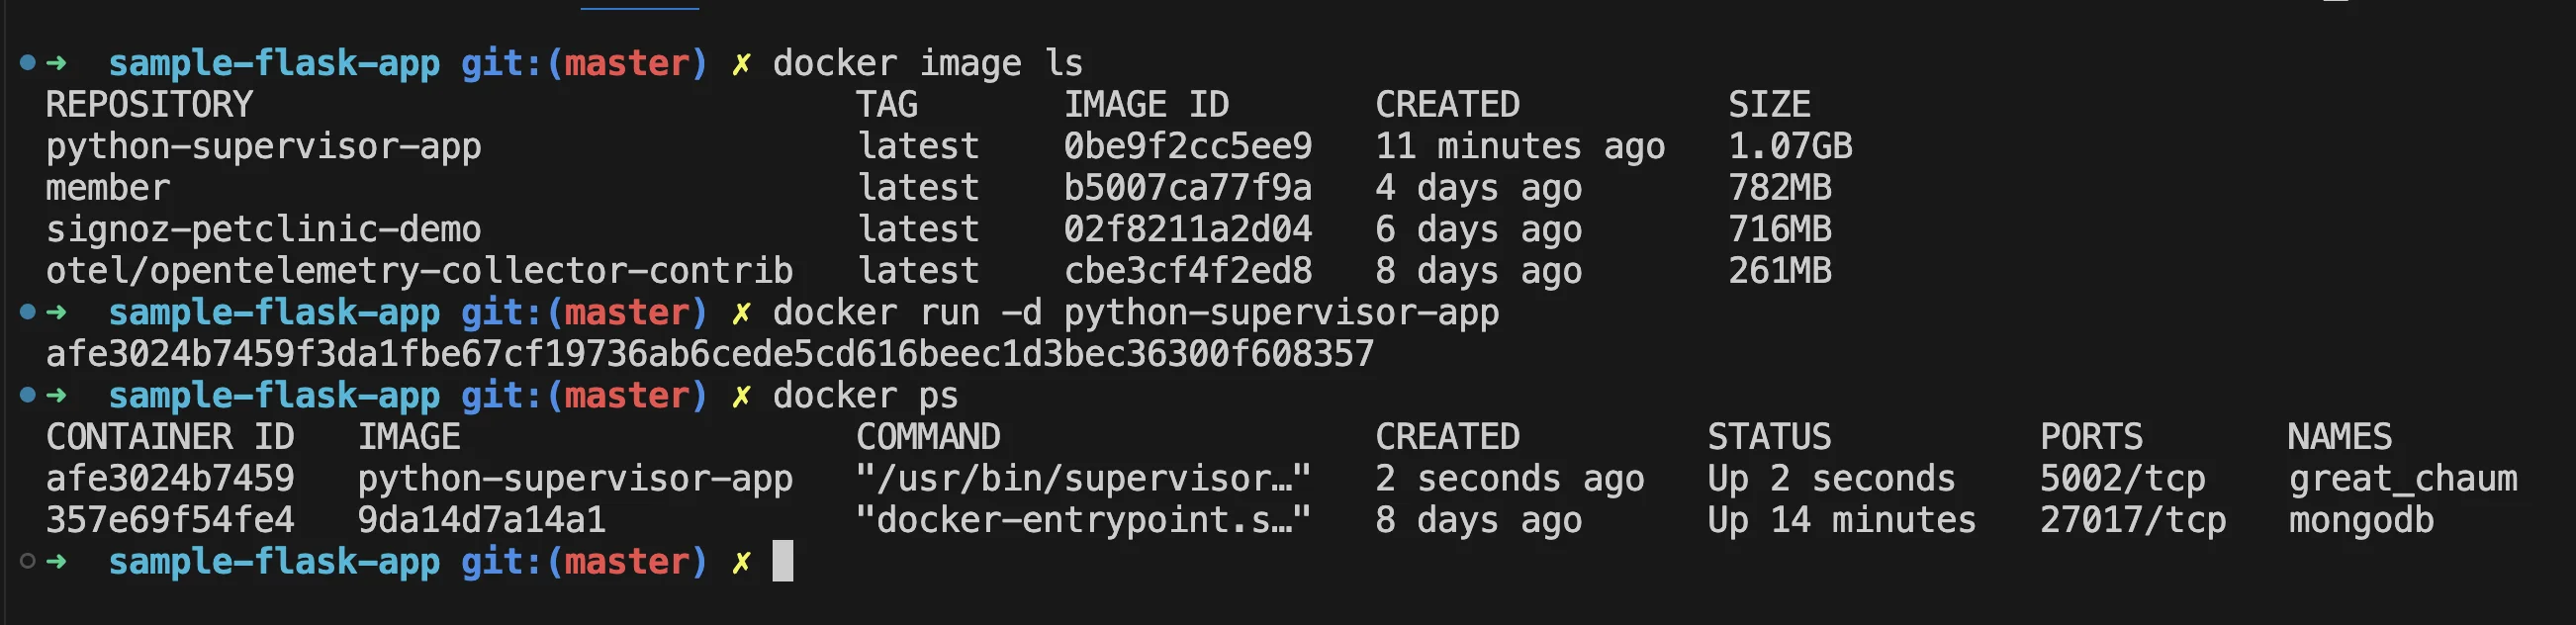 ➜  sample-flask-app git:(master) ✗ docker image ls
REPOSITORY                             TAG       IMAGE ID       CREATED          SIZE
python-supervisor-app                  latest    0be9f2cc5ee9   11 minutes ago   1.07GB
member                                 latest    b5007ca77f9a   4 days ago       782MB
signoz-petclinic-demo                  latest    02f8211a2d04   6 days ago       716MB
otel/opentelemetry-collector-contrib   latest    cbe3cf4f2ed8   8 days ago       261MB
➜  sample-flask-app git:(master) ✗ docker run -d python-supervisor-app
afe3024b7459f3da1fbe67cf19736ab6cede5cd616beec1d3bec36300f608357
➜  sample-flask-app git:(master) ✗ docker ps
CONTAINER ID   IMAGE                   COMMAND                  CREATED         STATUS          PORTS       NAMES
afe3024b7459   python-supervisor-app   "/usr/bin/supervisor…"   2 seconds ago   Up 2 seconds    5002/tcp    great_chaum
357e69f54fe4   9da14d7a14a1            "docker-entrypoint.s…"   8 days ago      Up 14 minutes   27017/tcp   mongodb
➜  sample-flask-app git:(master) ✗